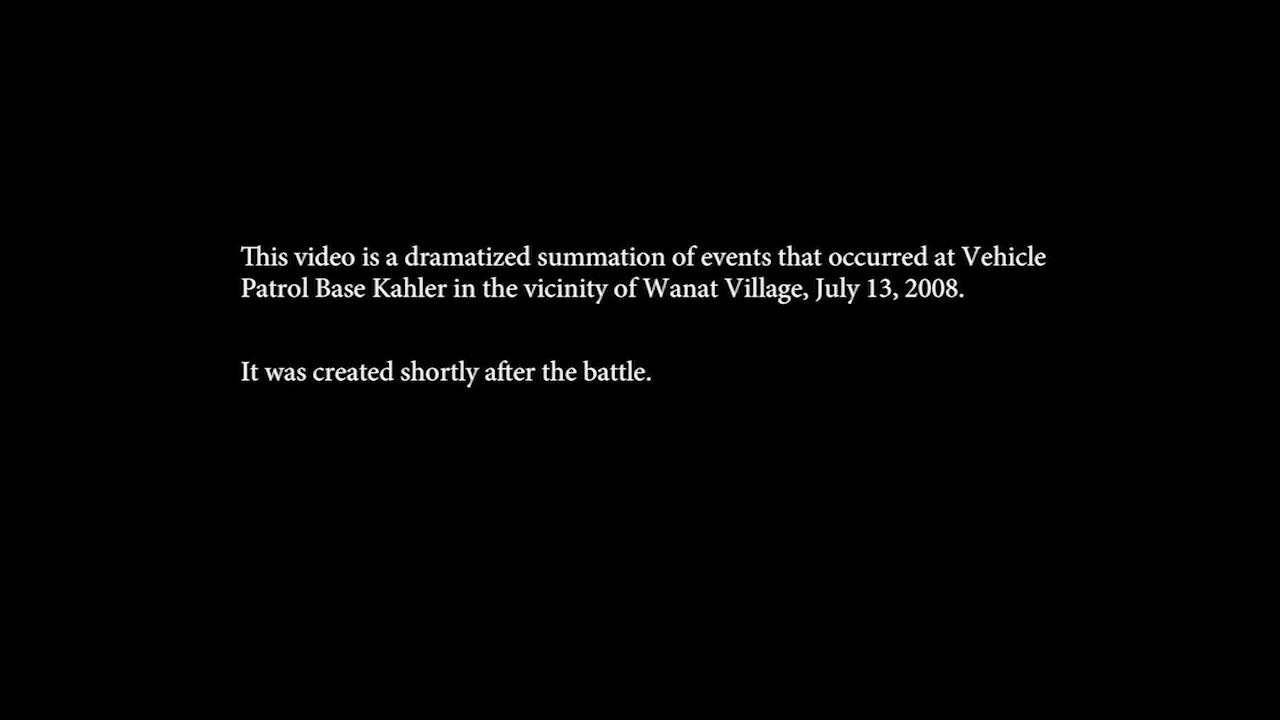 This video is a dramatized summation of events that occurred at Vehicle
Patrol Base Kahler in the vicinity of Wanat Village, July 13, 2008.
It was created shortly after the battle.